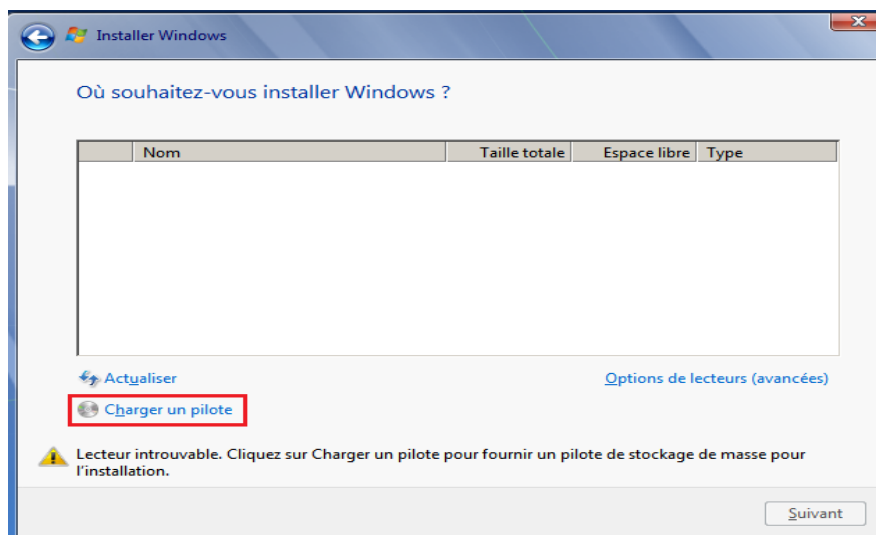 Installer Windows
Où souhaitez-vous installer Windows ?
Nom Taille totale Espace libre Type
Actualiser Options de lecteurs (avancées)
Charger un pilote
Lecteur introuvable. Cliquez sur Charger un pilote pour fournir un pilote de stockage de masse pour
l'installation.
Suivant